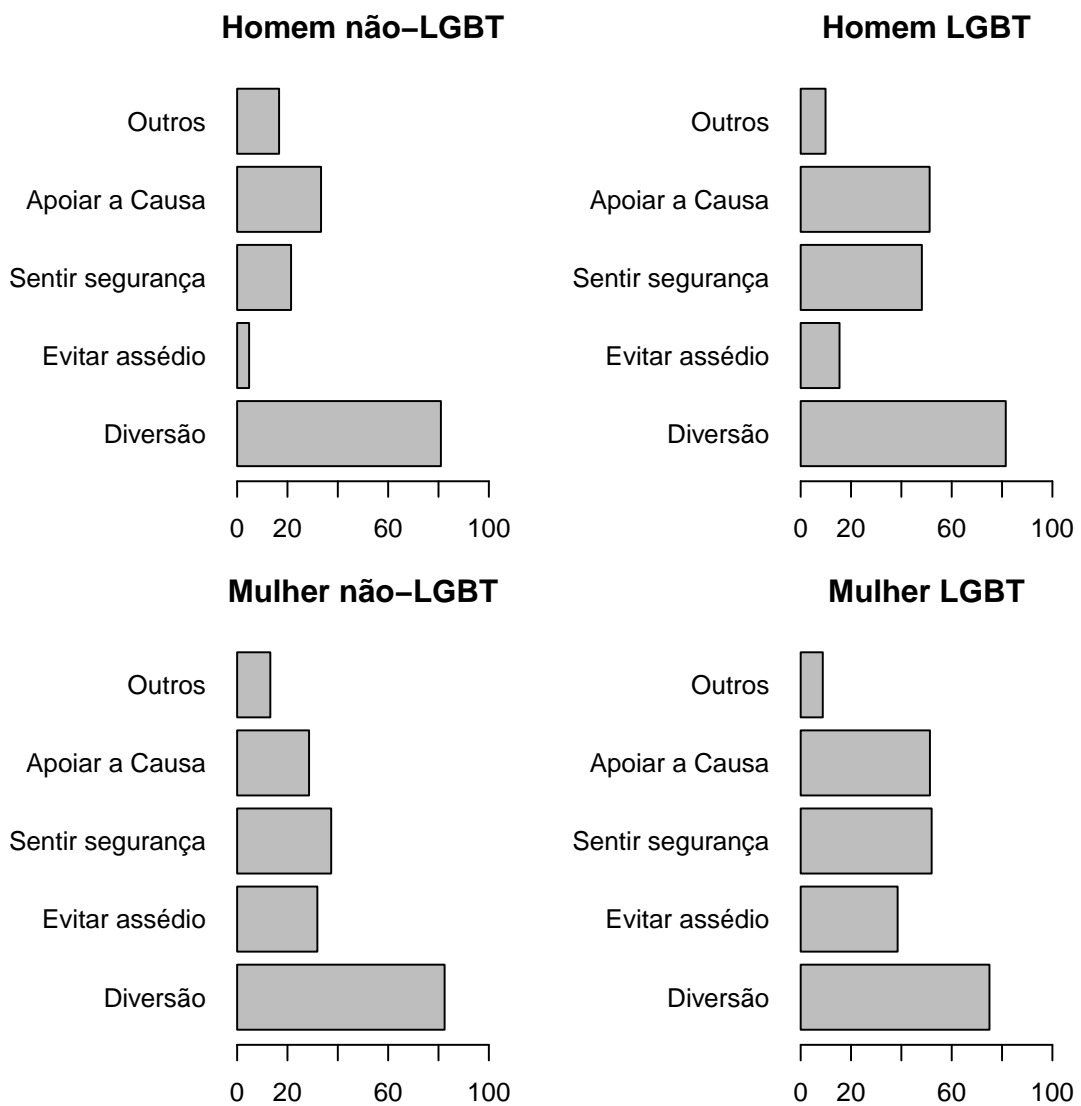 Homem não−LGBT
Outros
Apoiar a Causa
Sentir segurança
Evitar assédio
Diversão
0 20 60 100
Homem LGBT
Outros
Apoiar a Causa
Sentir segurança
Evitar assédio
Diversão
0 20 60 100
Mulher não−LGBT
Outros
Apoiar a Causa
Sentir segurança
Evitar assédio
Diversão
0 20 60 100
Mulher LGBT
Outros
Apoiar a Causa
Sentir segurança
Evitar assédio
Diversão
0 20 60 100